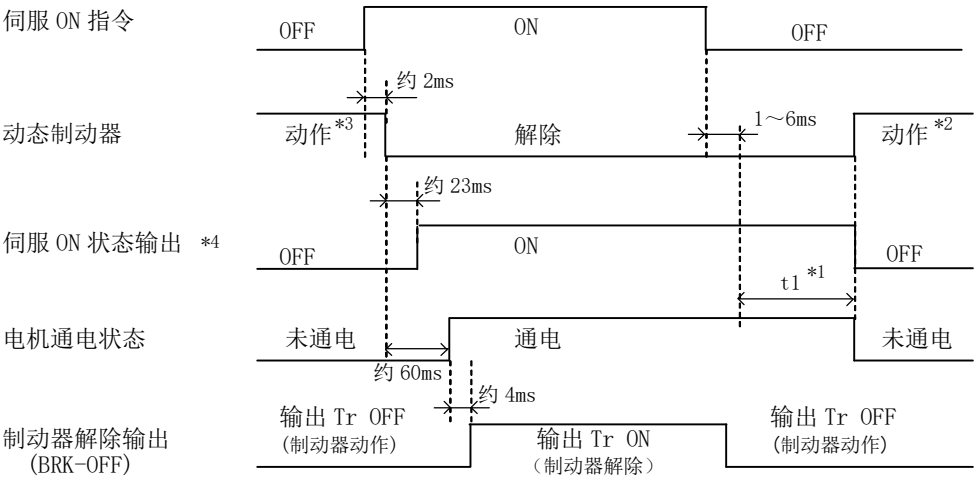 伺服 ON 指令
OFF
ON
OFF
约 2ms
动态制动器
动作*3
解除
1～6ms
动作*2
约 23ms
伺服 ON 状态输出 *4
OFF
ON
OFF
t1 *1
电机通电状态
未通电
通电
未通电
约 60ms
约 4ms
制动器解除输出
(BRK-OFF)
输出 Tr OFF
(制动器动作)
输出 Tr ON
（制动器解除）
输出 Tr OFF
(制动器动作)